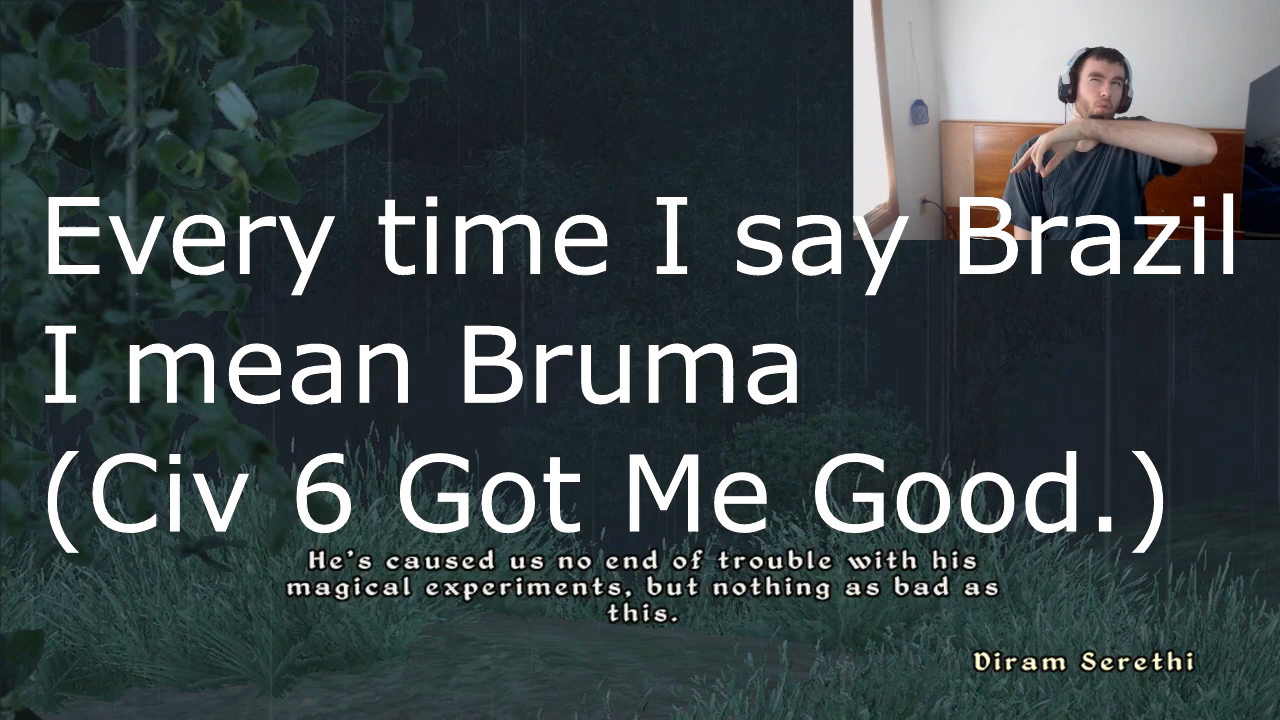 Every time I say Brazil
I mean Bruma
(Civ 6 Got Me Good.)
He's caused us no end of trouble with his
magical experiments, but nothing as bad as
this.
Diram Serethi